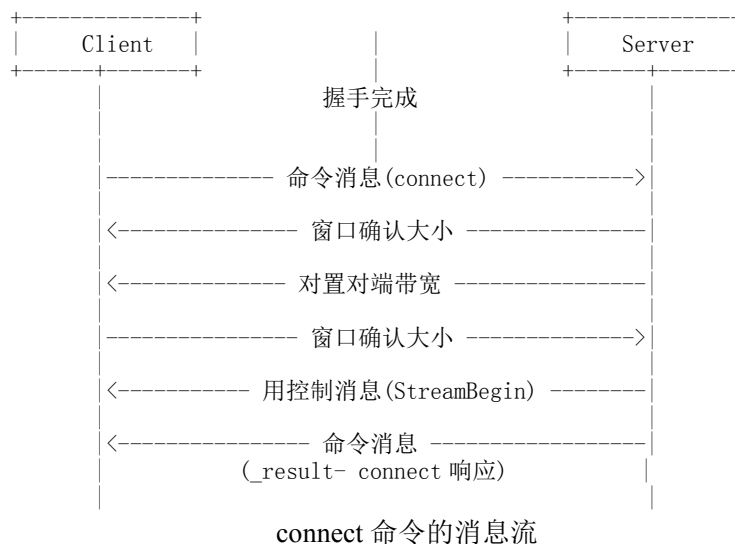 Client Server
握手完成
命令消息(connect)
窗口确认大小
对置对端带宽
窗口确认大小
用控制消息(StreamBegin)
命令消息
(_result- connect 响应)
connect 命令的消息流